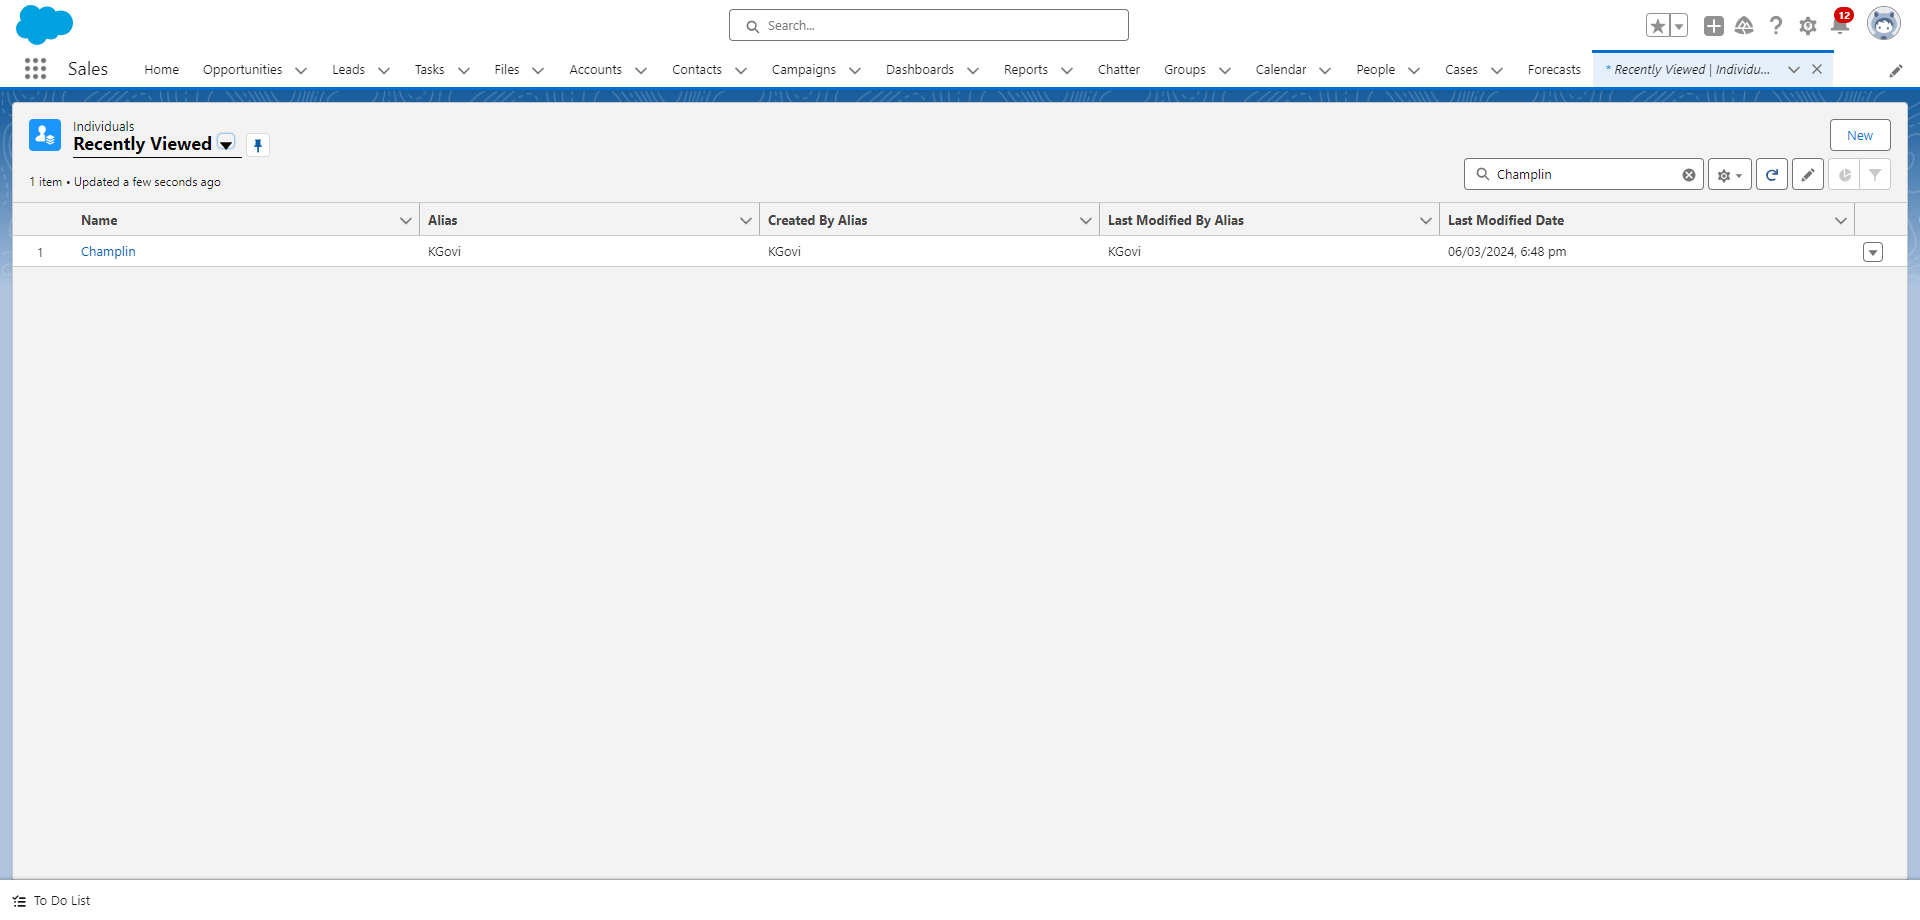 Search...
12
Sales
Home
Opportunities
Leads
Tasks
Files
Accounts
Contacts
Campaigns
Dashboards
Reports
Chatter
Groups
Calendar
People
Cases
Forecasts
* Recently Viewed | Individu...
Individuals
Recently Viewed
New
1 item • Updated a few seconds ago
Champlin
Name
Alias
Created By Alias
Last Modified By Alias
Last Modified Date
1
Champlin
KGovi
KGovi
KGovi
06/03/2024, 6:48 pm
To Do List